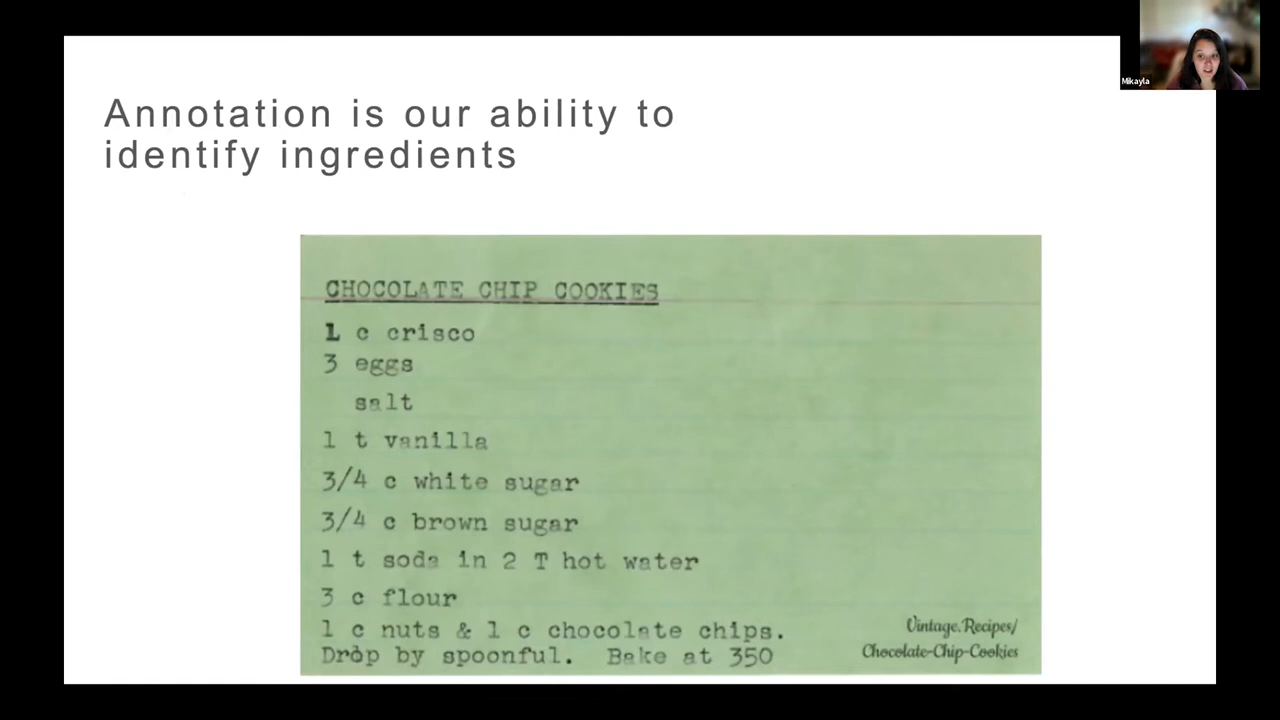 Mikayla
Annotation is our ability to
identify ingredients
CHOCOLATE CHIP COOKIES
1 c crisco
3 eggs
salt
1 t vanilla
3/4 c white sugar
3/4 c brown sugar
1 t soda in 2 T hot water
3 c flour
1 c nuts & 1 c chocolate chips.
Drop by spoonful. Bake at 350
Vintage.Recipes/
Chocolate-Chip-Cookies